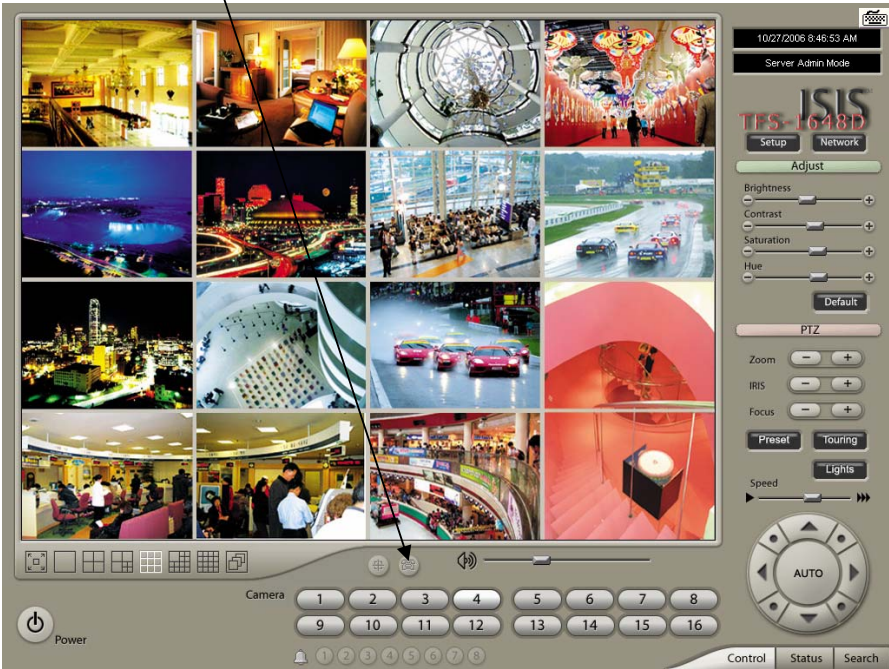 10/27/2006 8:46:53 AM
Server Admin Mode
ISIS
TFS-1648D
Setup Network
Adjust
Brightness
Contrast
Saturation
Hue
Default
PTZ
Zoom
IRIS
Focus
Preset Touring
Lights
Speed
AUTO
Camera 1 2 3 4 5 6 7 8
9 10 11 12 13 14 15 16
Power
1 2 3 4 5 6 7 8
Control Status Search